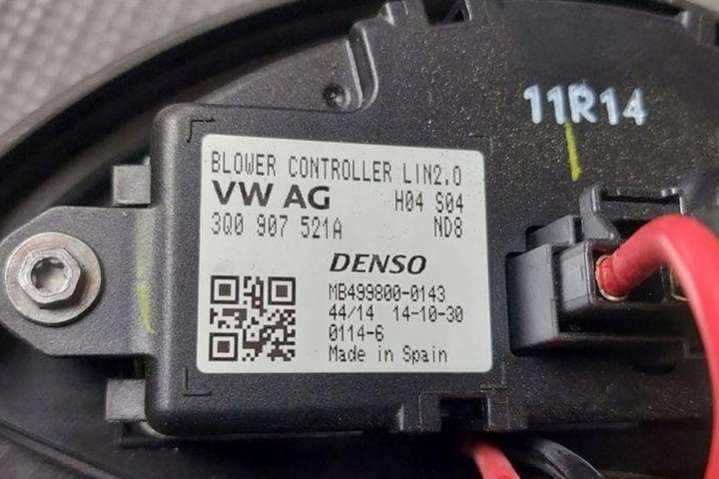 11R14
BLOWER CONTROLLER LIN2.0
VW AG H04 S04
3Q0 907 521A ND8
DENSO
MB499800-0143
44/14 14-10-30
0114-6
Made in Spain